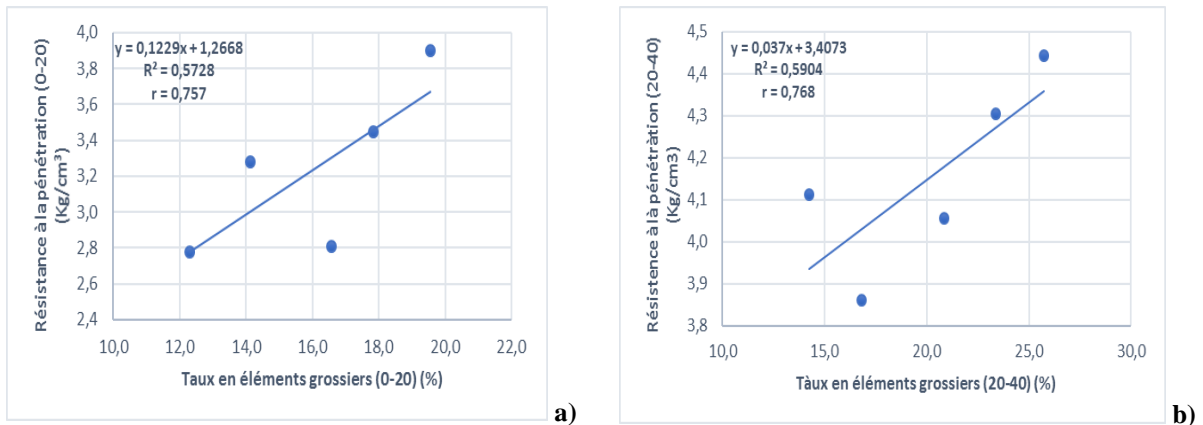 4,0
3,8
3,6
3,4
3,2
3,0
2,8
2,6
2,4
Résistance à la pénétration (0-20)
(Kg/cm³)
y = 0,1229x + 1,2668
R² = 0,5728
r = 0,757
10,0 12,0 14,0 16,0 18,0 20,0 22,0
Taux en éléments grossiers (0-20) (%)
a)
4,5
4,4
4,3
4,2
4,1
4,0
3,9
3,8
Résistence à là pénétration (20-40)
(Kg/cm3)
y = 0,037x + 3,4073
R² = 0,5904
r = 0,768
10,0 15,0 20,0 25,0 30,0
Tàux en éléments grossiers (20-40) (%)
b)